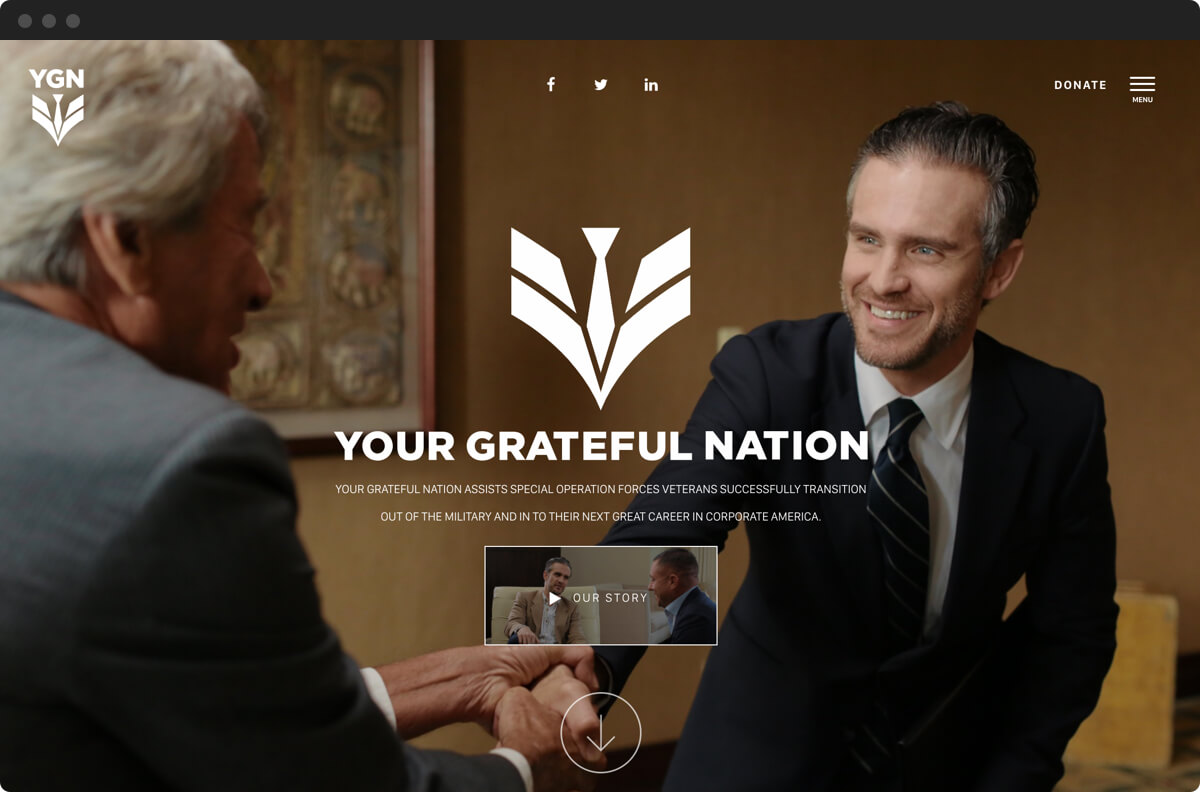 YGN
DONATE
MENU
YOUR GRATEFUL NATION
YOUR GRATEFUL NATION ASSISTS SPECIAL OPERATION FORCES VETERANS SUCCESSFULLY TRANSITION
OUT OF THE MILITARY AND IN TO THEIR NEXT GREAT CAREER IN CORPORATE AMERICA.
OUR STORY